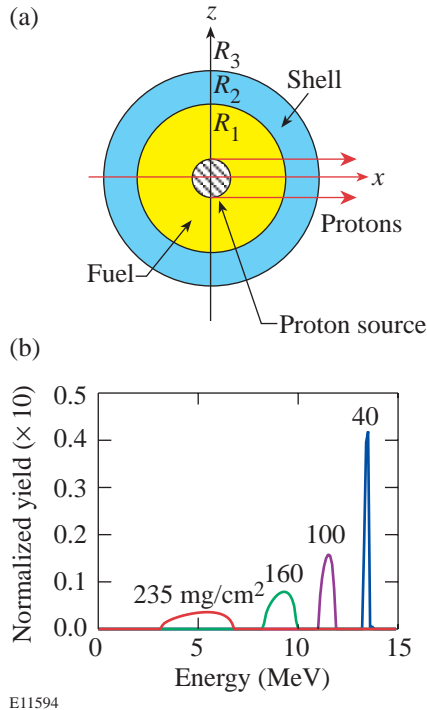 (a)
z
R3
R2
R1
Shell
x
Protons
Fuel
Proton source
(b)
Normalized yield (× 10)
0.5
0.4
0.3
0.2
0.1
0.0
40
100
160
235 mg/cm²
0 5 10 15
Energy (MeV)
E11594